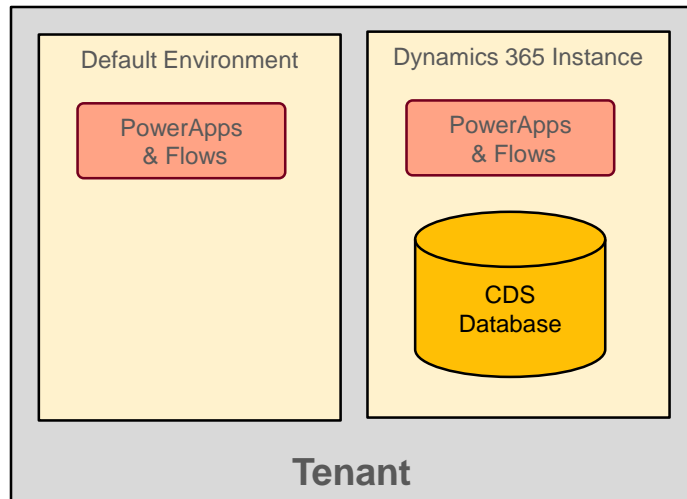 Default Environment
PowerApps
& Flows
Dynamics 365 Instance
PowerApps
& Flows
CDS
Database
Tenant